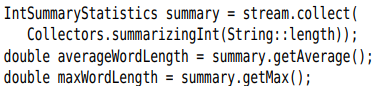 IntSummaryStatistics summary = stream.collect(
Collectors.summarizingInt(String::length));
double averageWordLength = summary.getAverage();
double maxWordLength = summary.getMax();